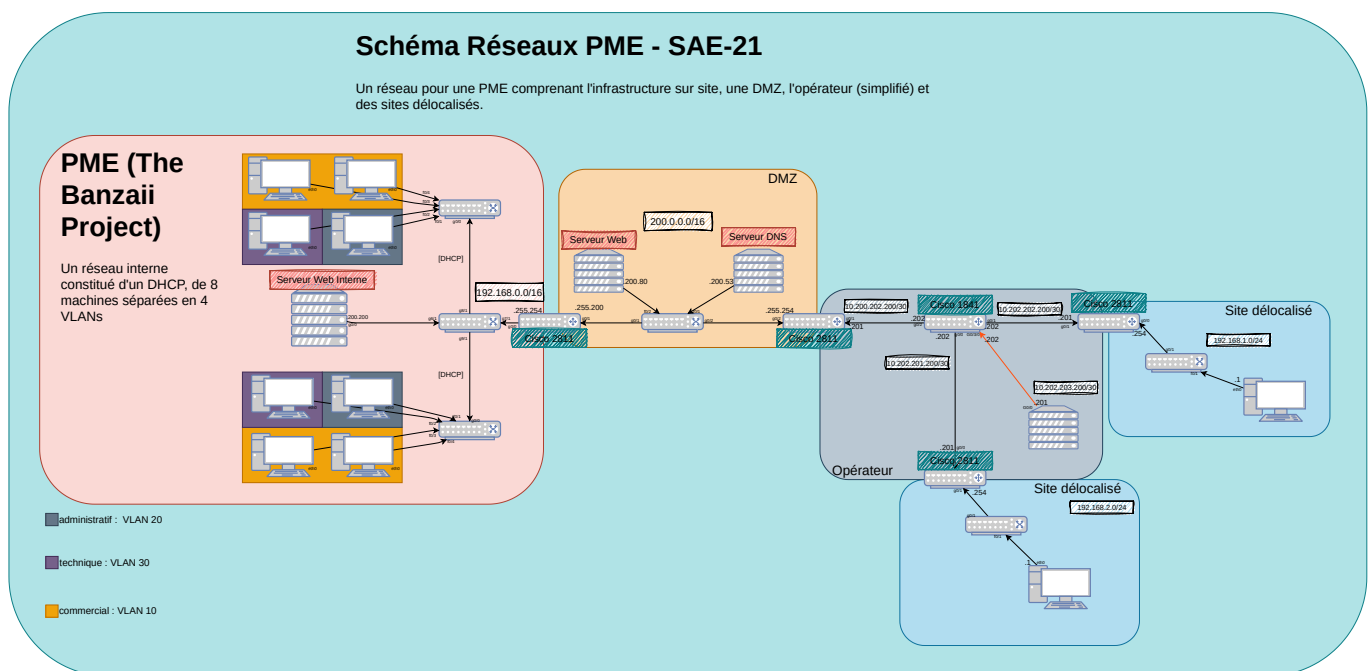 Schéma Réseaux PME - SAE-21
Un réseau pour une PME comprenant l'infrastructure sur site, une DMZ, l'opérateur (simplifié) et
des sites délocalisés.
PME (The
Banzaii
Project)
Un réseau interne
constitué d'un DHCP, de 8
machines séparées en 4
VLANs
[DHCP]
Serveur Web Interne
.200.200
192.168.0.0/16
.255.254
Cisco 2811
[DHCP]
DMZ
200.0.0.0/16
Serveur Web
Serveur DNS
.200.80
.200.53
.255.200
.255.254
Cisco 2811
.201
10.200.202.200/30
Cisco 1841
.202
.202
.202
.202
10.202.202.200/30
.201
Cisco 2811
.254
10.202.201.200/30
10.202.203.200/30
.201
.201
Cisco 2811
Opérateur
Site délocalisé
192.168.1.0/24
.1
Site délocalisé
192.168.2.0/24
.254
.1
administratif : VLAN 20
technique : VLAN 30
commercial : VLAN 10